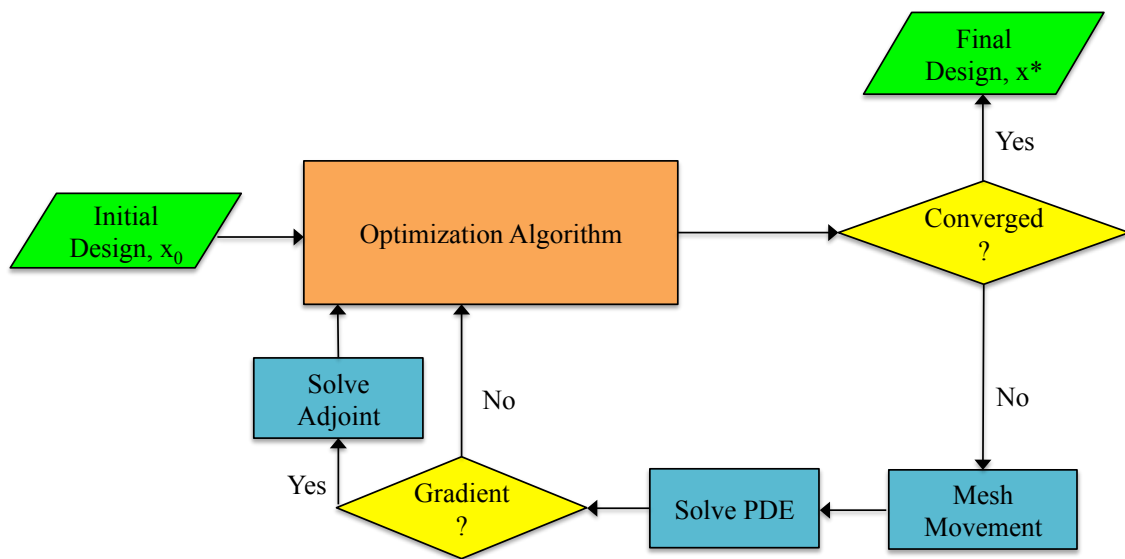 Final
Design, x*
Yes
Initial
Design, x₀
Optimization Algorithm
Converged
?
No
Solve
Adjoint
No
Yes
Gradient
?
Solve PDE
Mesh
Movement